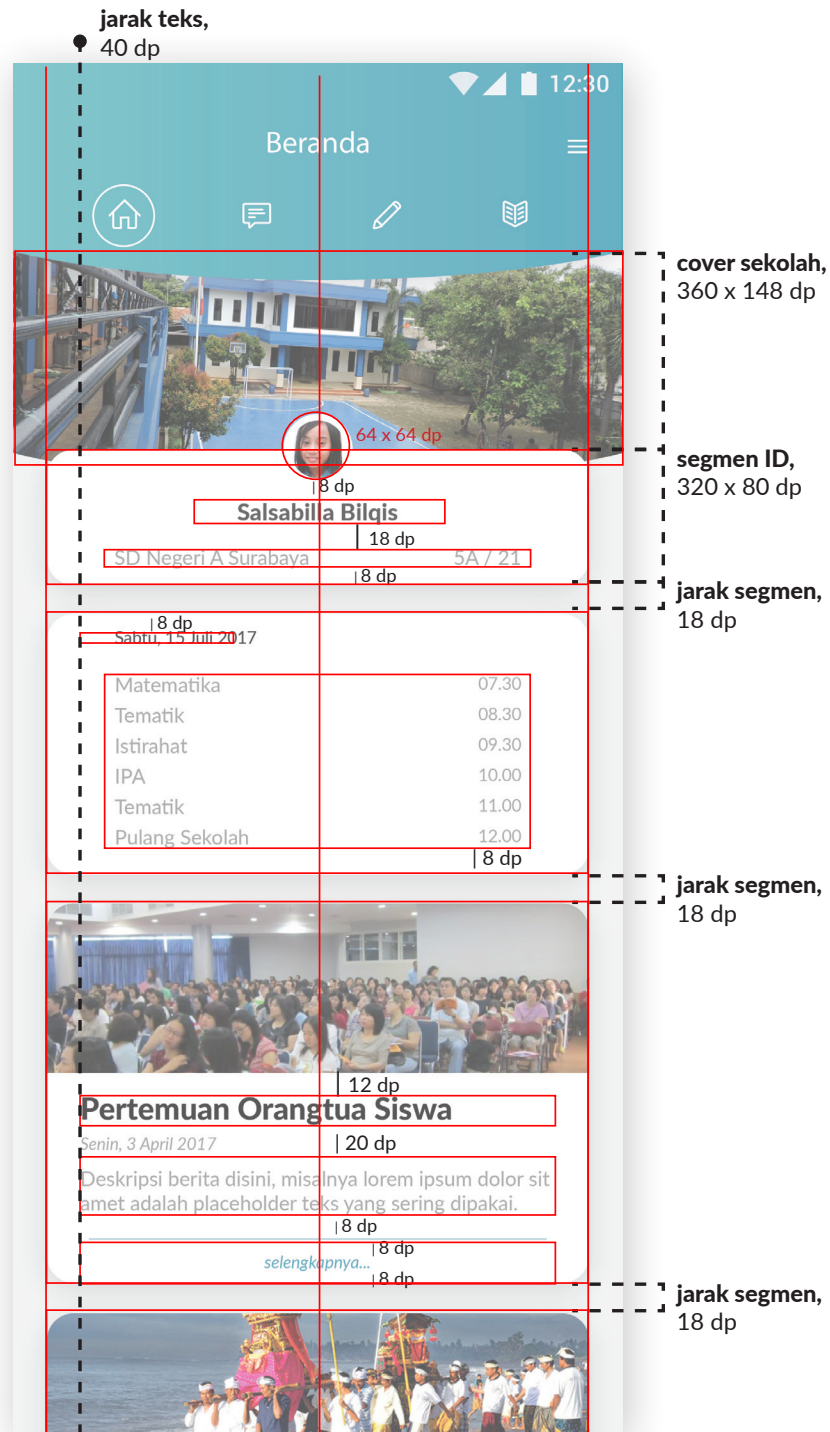 jarak teks,
40 dp
12:30
Beranda
cover sekolah,
360 x 148 dp
64 x 64 dp
segmen ID,
320 x 80 dp
8 dp
Salsabilla Bilqis
18 dp
SD Negeri A Surabaya 5A / 21
8 dp
jarak segmen,
18 dp
8 dp
Sabtu, 15 Juli 2017
Matematika 07.30
Tematik 08.30
Istirahat 09.30
IPA 10.00
Tematik 11.00
Pulang Sekolah 12.00
8 dp
jarak segmen,
18 dp
12 dp
Pertemuan Orangtua Siswa
Senin, 3 April 2017 20 dp
Deskripsi berita disini, misalnya lorem ipsum dolor sit
amet adalah placeholder teks yang sering dipakai.
8 dp
8 dp
selengkapnya...
8 dp
jarak segmen,
18 dp